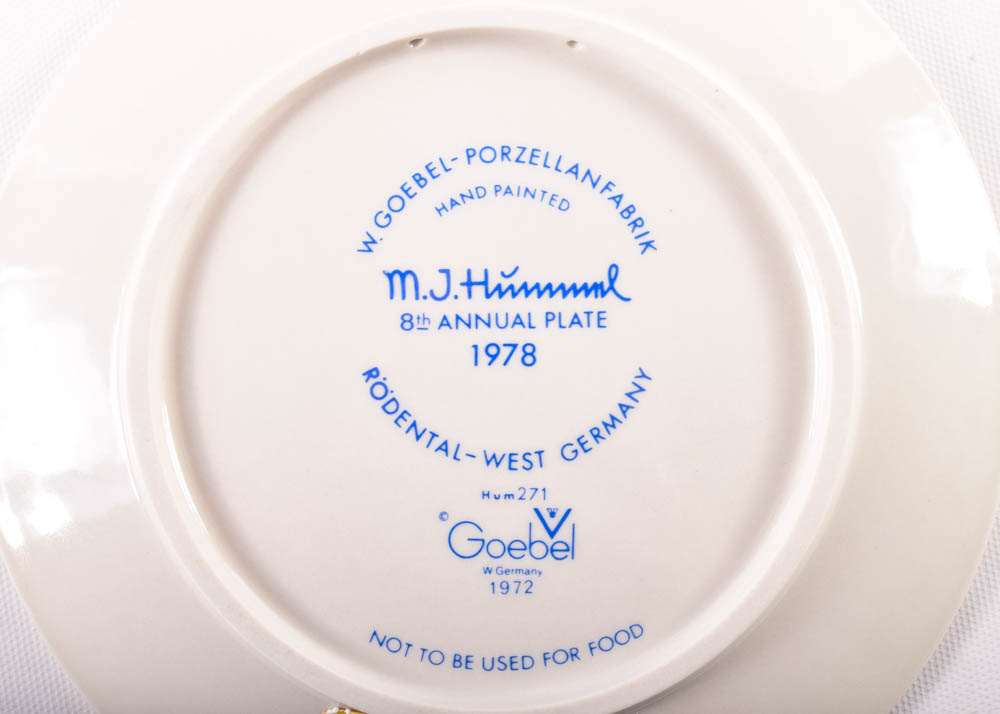 W. GOEBEL-PORZELLANFABRIK
HAND PAINTED
M.J. Hummel
8th ANNUAL PLATE
1978
RÖDENTAL-WEST GERMANY
Hum 271
© Goebel
W Germany
1972
NOT TO BE USED FOR FOOD